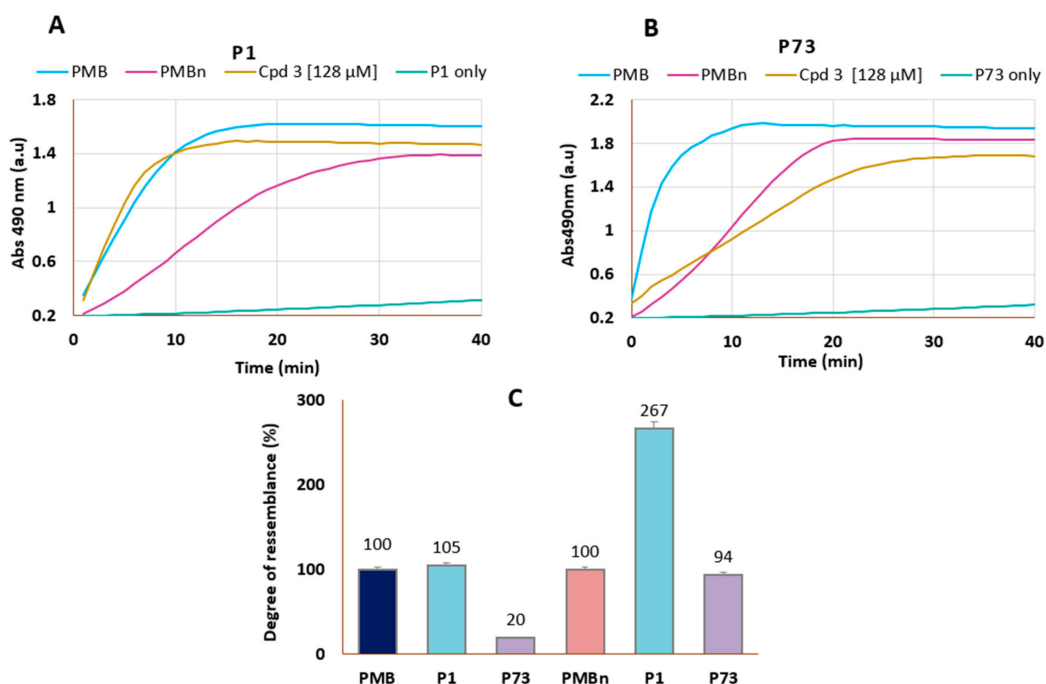 A
P1
PMB PMBn Cpd 3 [128 µM] P1 only
1.8
1.4
1
0.6
0.2
Abs 490 nm (a.u)
0 10 20 30 40
Time (min)
B
P73
PMB PMBn Cpd 3 [128 µM] P73 only
2.2
1.8
1.4
1
0.6
0.2
Abs490nm (a.u)
0 10 20 30 40
Time (min)
C
300
200
100
0
Degree of ressemblance (%)
100 105 20 100 267 94
PMB P1 P73 PMBn P1 P73